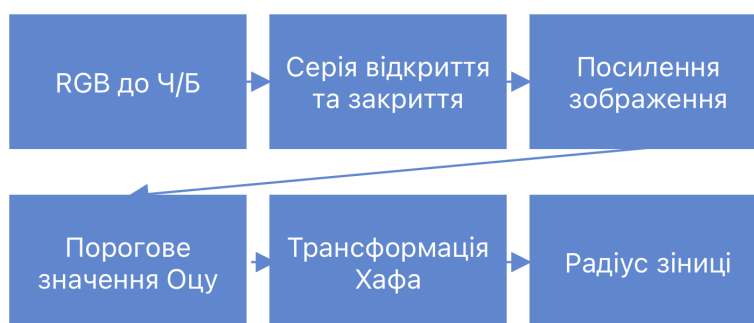 RGB до Ч/Б
Серія відкриття
та закриття
Посилення
зображення
Порогове
значення Оцу
Трансформація
Хафа
Радіус зіниці